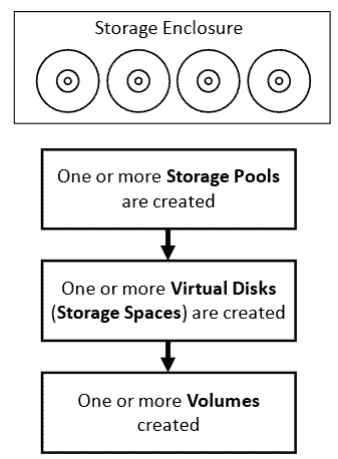 Storage Enclosure
One or more Storage Pools
are created
One or more Virtual Disks
(Storage Spaces) are created
One or more Volumes
created